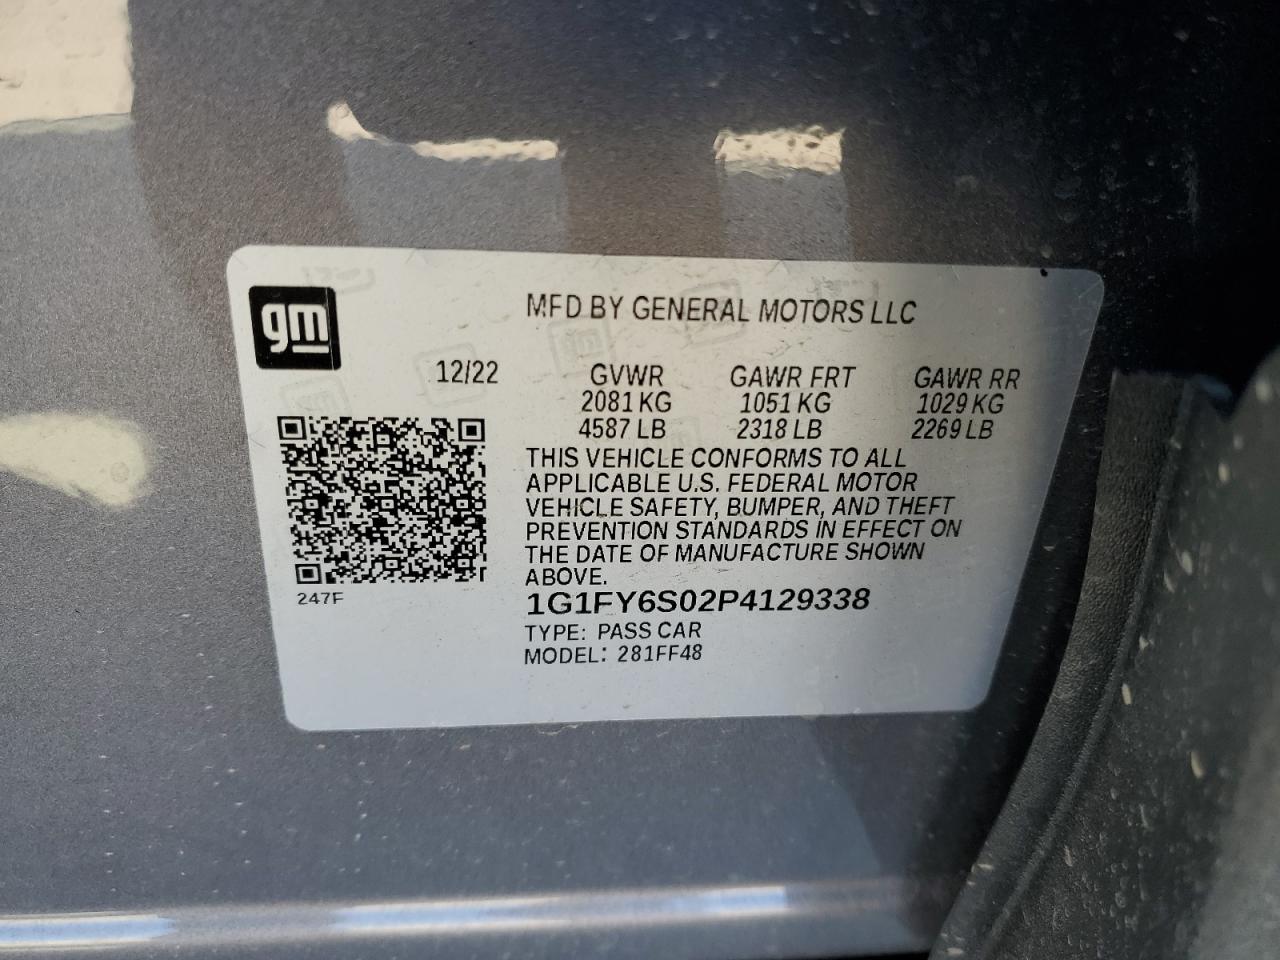 gm
MFD BY GENERAL MOTORS LLC
12/22 GVWR GAWR FRT GAWR RR
2081 KG 1051 KG 1029 KG
4587 LB 2318 LB 2269 LB
THIS VEHICLE CONFORMS TO ALL
APPLICABLE U.S. FEDERAL MOTOR
VEHICLE SAFETY, BUMPER, AND THEFT
PREVENTION STANDARDS IN EFFECT ON
THE DATE OF MANUFACTURE SHOWN
ABOVE.
247F
1G1FY6S02P4129338
TYPE: PASS CAR
MODEL: 281FF48